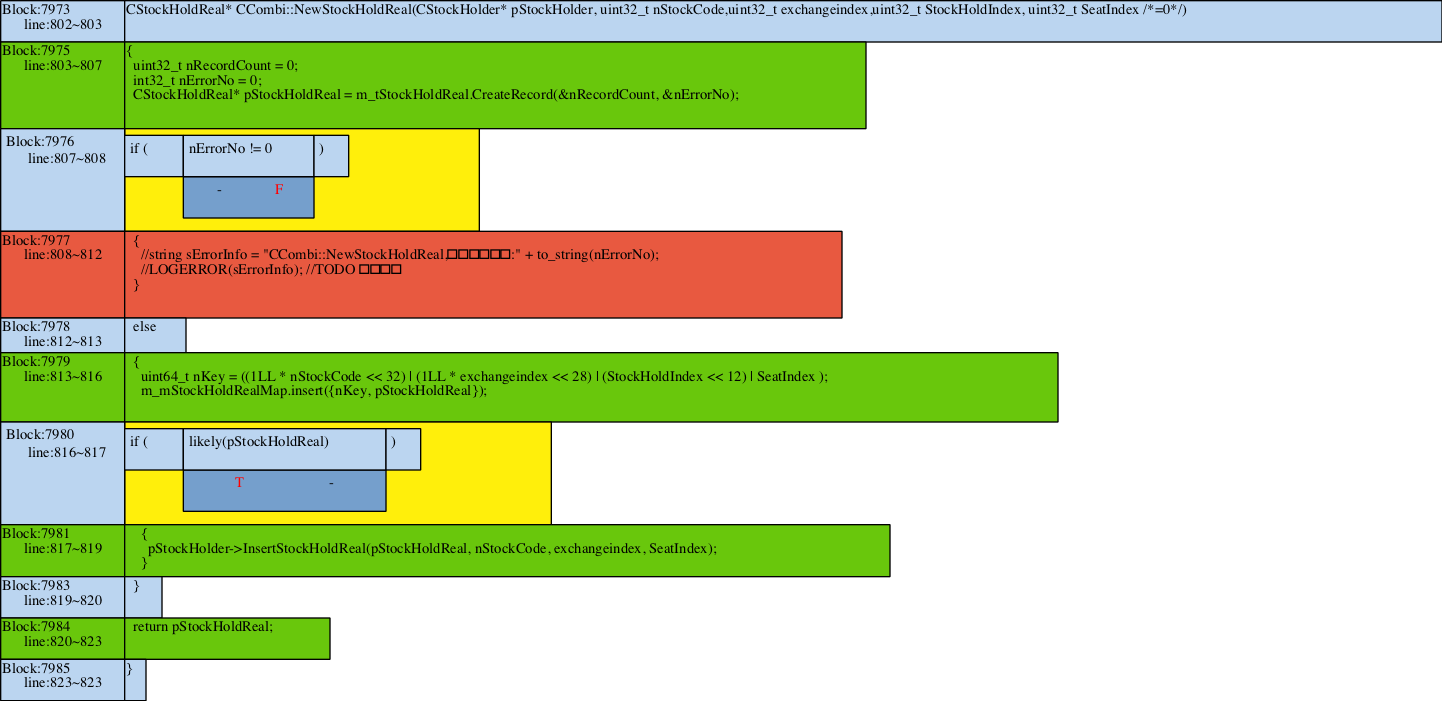 Block:7973 CStockHoldReal* CCombi::NewStockHoldReal(CStockHolder* pStockHolder, uint32_t nStockCode,uint32_t exchangeindex,uint32_t StockHoldIndex, uint32_t SeatIndex /*=0*/)
line:802~803
Block:7975 {
line:803~807 uint32_t nRecordCount = 0;
int32_t nErrorNo = 0;
CStockHoldReal* pStockHoldReal = m_tStockHoldReal.CreateRecord(&nRecordCount, &nErrorNo);
Block:7976 if ( nErrorNo != 0 )
line:807~808
- F
Block:7977 {
line:808~812 //string sErrorInfo = "CCombi::NewStockHoldReal,□□□□□□:" + to_string(nErrorNo);
//LOGERROR(sErrorInfo); //TODO □□□□
}
Block:7978 else
line:812~813
Block:7979 {
line:813~816 uint64_t nKey = ((1LL * nStockCode << 32) | (1LL * exchangeindex << 28) | (StockHoldIndex << 12) | SeatIndex );
m_mStockHoldRealMap.insert({nKey, pStockHoldReal});
Block:7980 if ( likely(pStockHoldReal) )
line:816~817
T -
Block:7981 {
line:817~819 pStockHolder->InsertStockHoldReal(pStockHoldReal, nStockCode, exchangeindex, SeatIndex);
}
Block:7983 }
line:819~820
Block:7984 return pStockHoldReal;
line:820~823
Block:7985 }
line:823~823